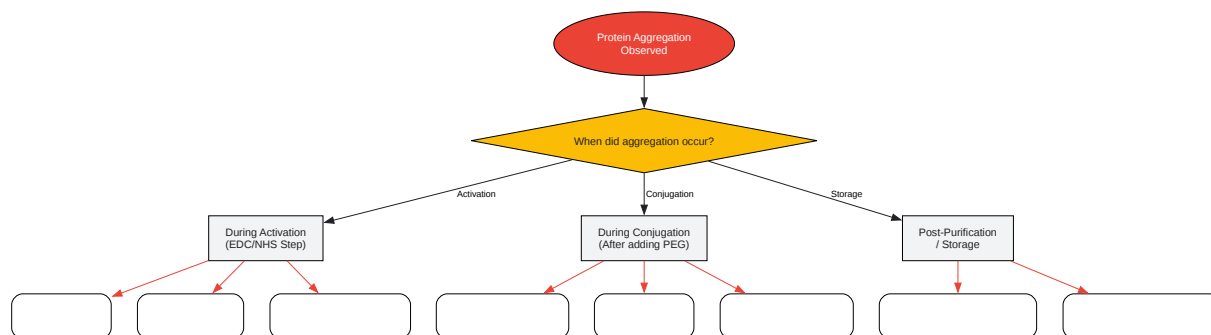 Protein Aggregation
Observed
When did aggregation occur?
Activation
Conjugation
Storage
During Activation
(EDC/NHS Step)
During Conjugation
(After adding PEG)
Post-Purification
/ Storage